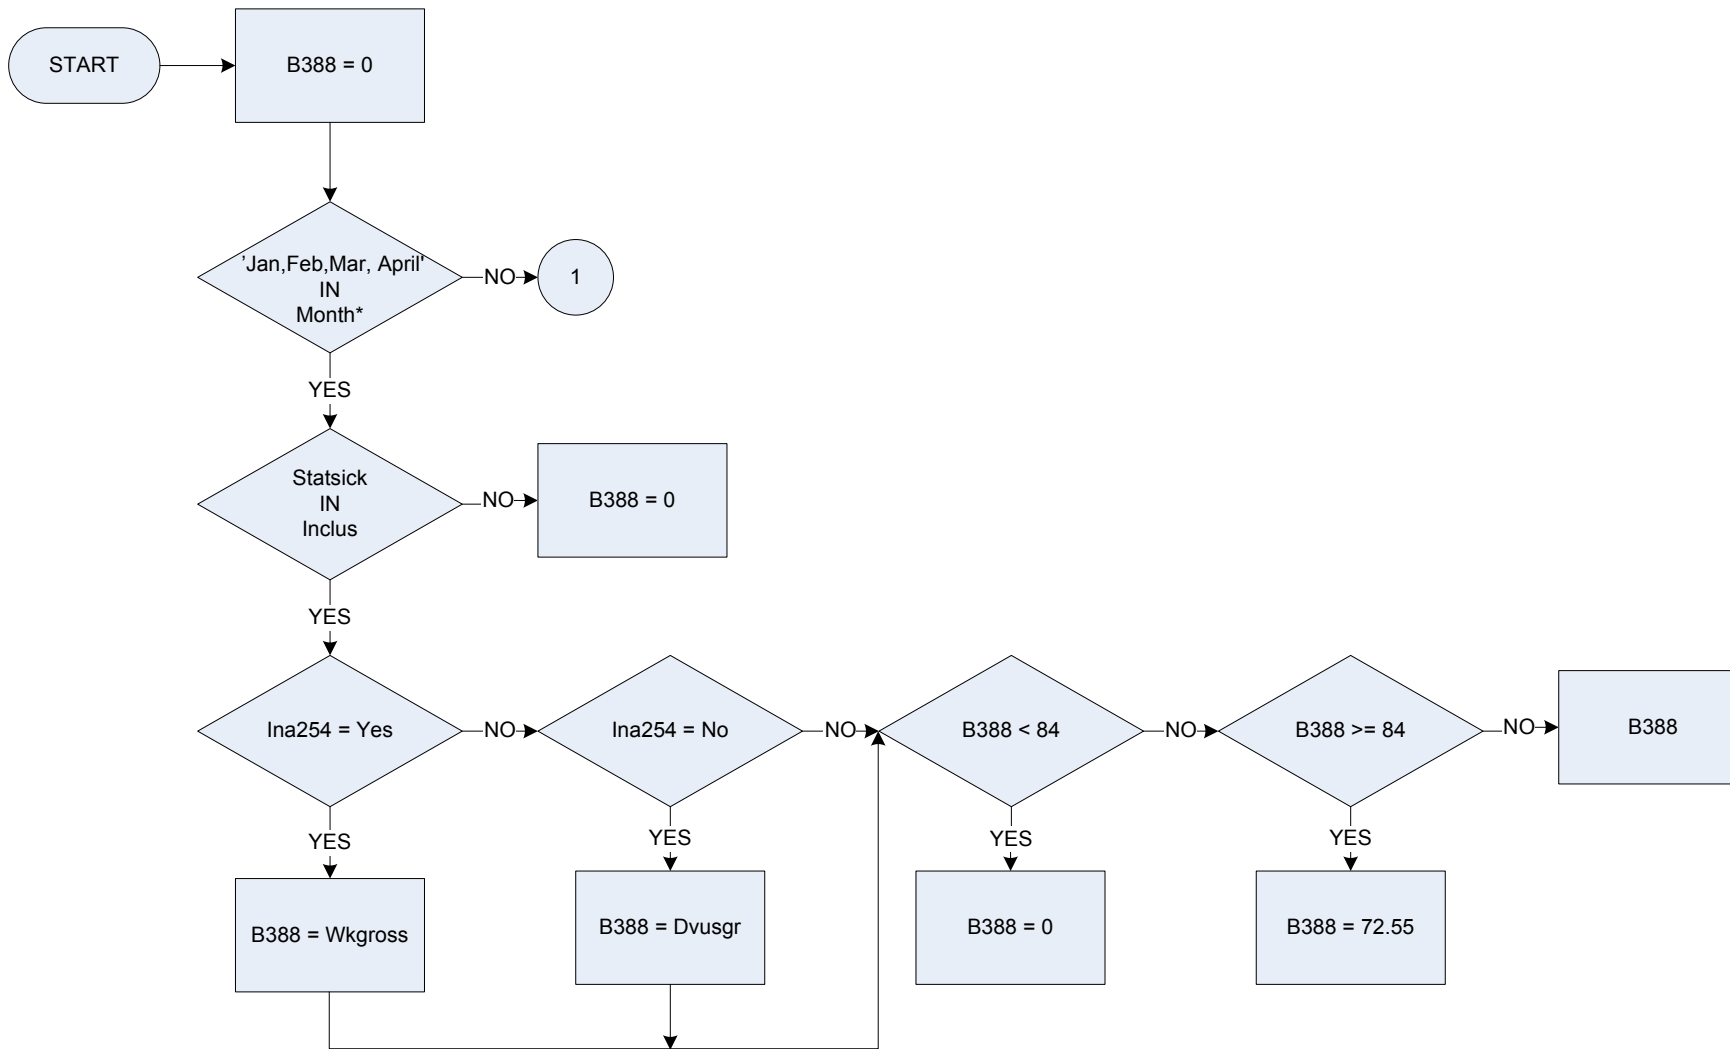 START
B388 = 0
'Jan,Feb,Mar, April'
IN
Month*
NO
1
YES
Statsick
IN
Inclus
NO
B388 = 0
YES
Ina254 = Yes
NO
Ina254 = No
NO
B388 < 84
NO
B388 >= 84
NO
B388
YES
YES
YES
YES
B388 = Wkgross
B388 = Dvusgr
B388 = 0
B388 = 72.55